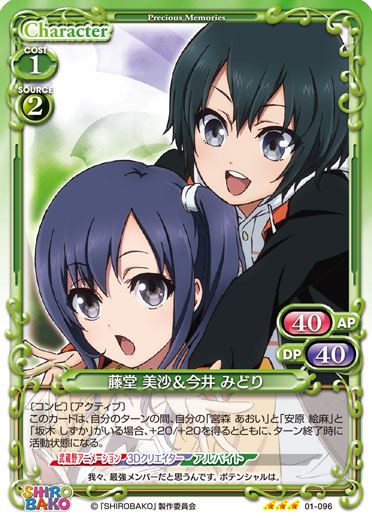 Precious Memories
Character
COST
1
SOURCE
2
40 AP
DP 40
藤堂 美沙&今井 みどり
［コンビ］［アクティブ］
このカードは、自分のターンの間、自分の「宮森 あおい」と「安原 絵麻」と
「坂木 しずか」がいる場合、+20/+20を得るとともに、ターン終了時に
活動状態になる。
武蔵野アニメーション 3Dクリエイター アルバイト
我々、最強メンバーだと思うんです。ポテンシャルは。
SHIRO
BAKO
©「SHIROBAKO」製作委員会
01-096